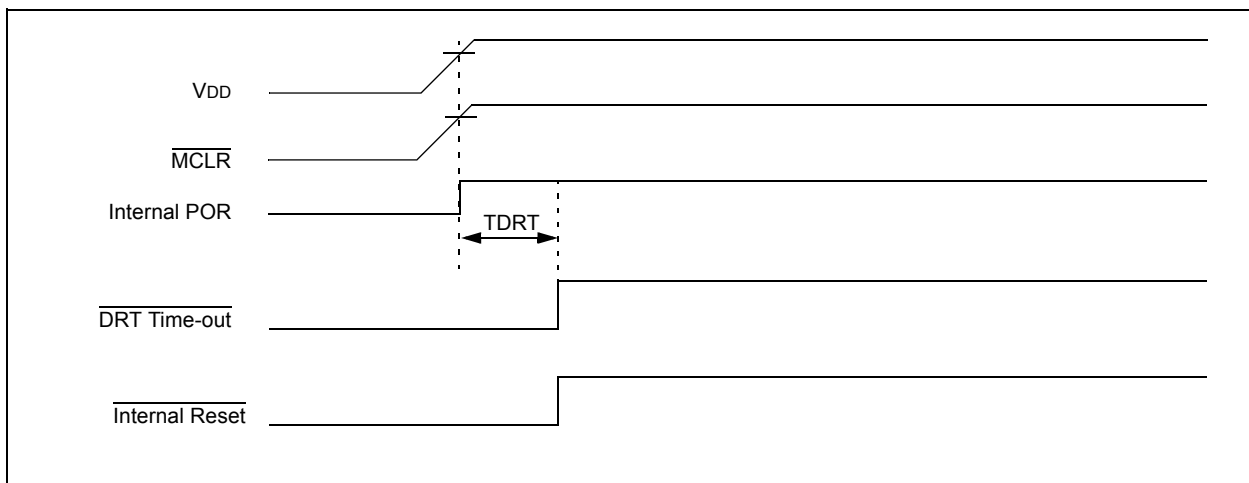 VDD
MCLR
Internal POR
TDRT
DRT Time-out
Internal Reset